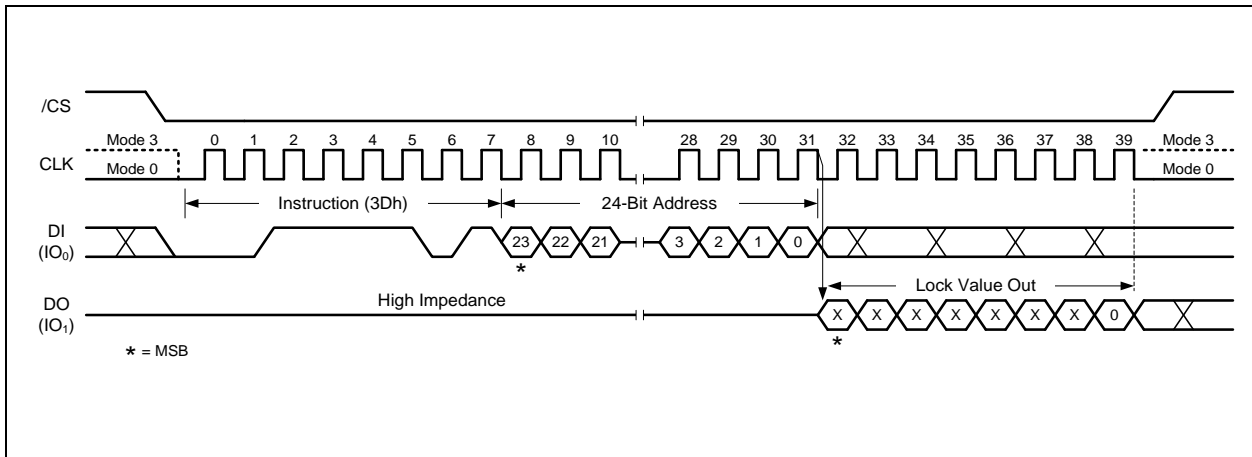 /CS
Mode 3 0 1 2 3 4 5 6 7 8 9 10 28 29 30 31 32 33 34 35 36 37 38 39 Mode 3
CLK
Mode 0 Mode 0
Instruction (3Dh) 24-Bit Address
DI
(IO₀)
23 22 21 3 2 1 0
*
Lock Value Out
High Impedance
DO
(IO₁)
X X X X X X X 0
*
* = MSB